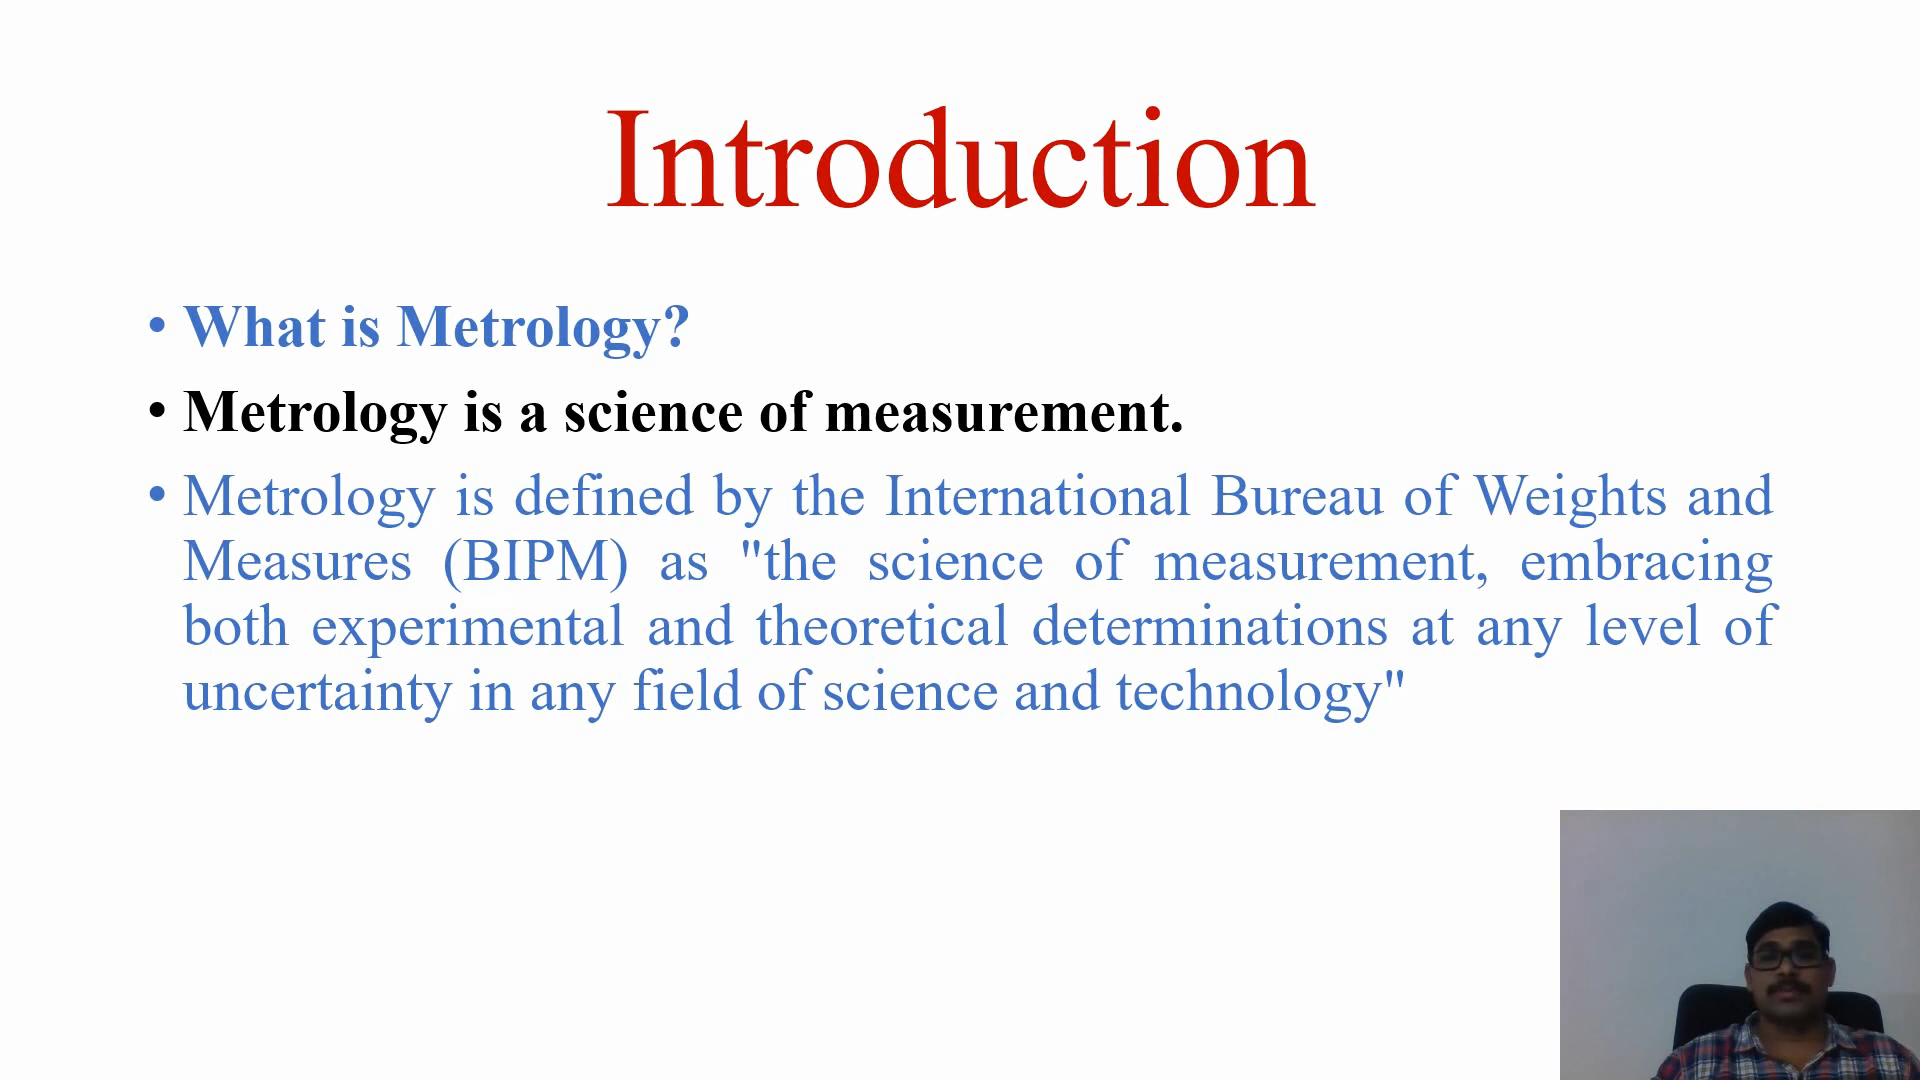 Introduction
• What is Metrology?
• Metrology is a science of measurement.
• Metrology is defined by the International Bureau of Weights and
Measures (BIPM) as "the science of measurement, embracing
both experimental and theoretical determinations at any level of
uncertainty in any field of science and technology"